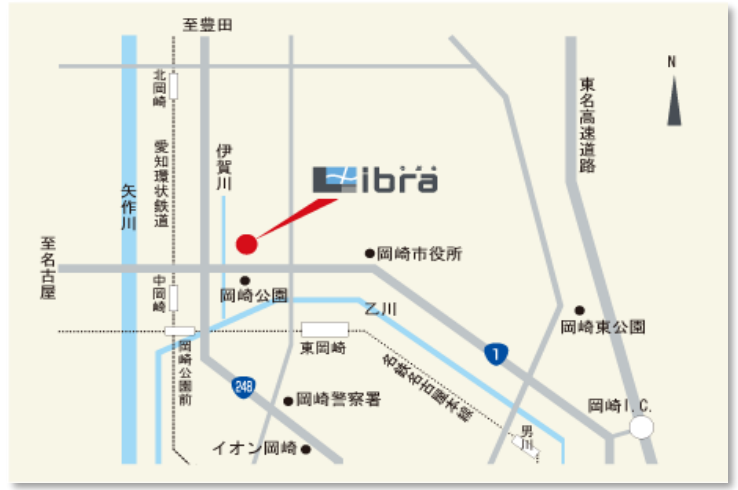 至豊田
N
北岡崎
東名高速道路
愛知環状鉄道
伊賀川
Libra
矢作川
至名古屋
岡崎市役所
中岡崎
岡崎公園
乙川
岡崎東公園
東岡崎
岡崎公園前
名鉄名古屋本線
1
248
岡崎警察署
岡崎I.C.
男川
イオン岡崎